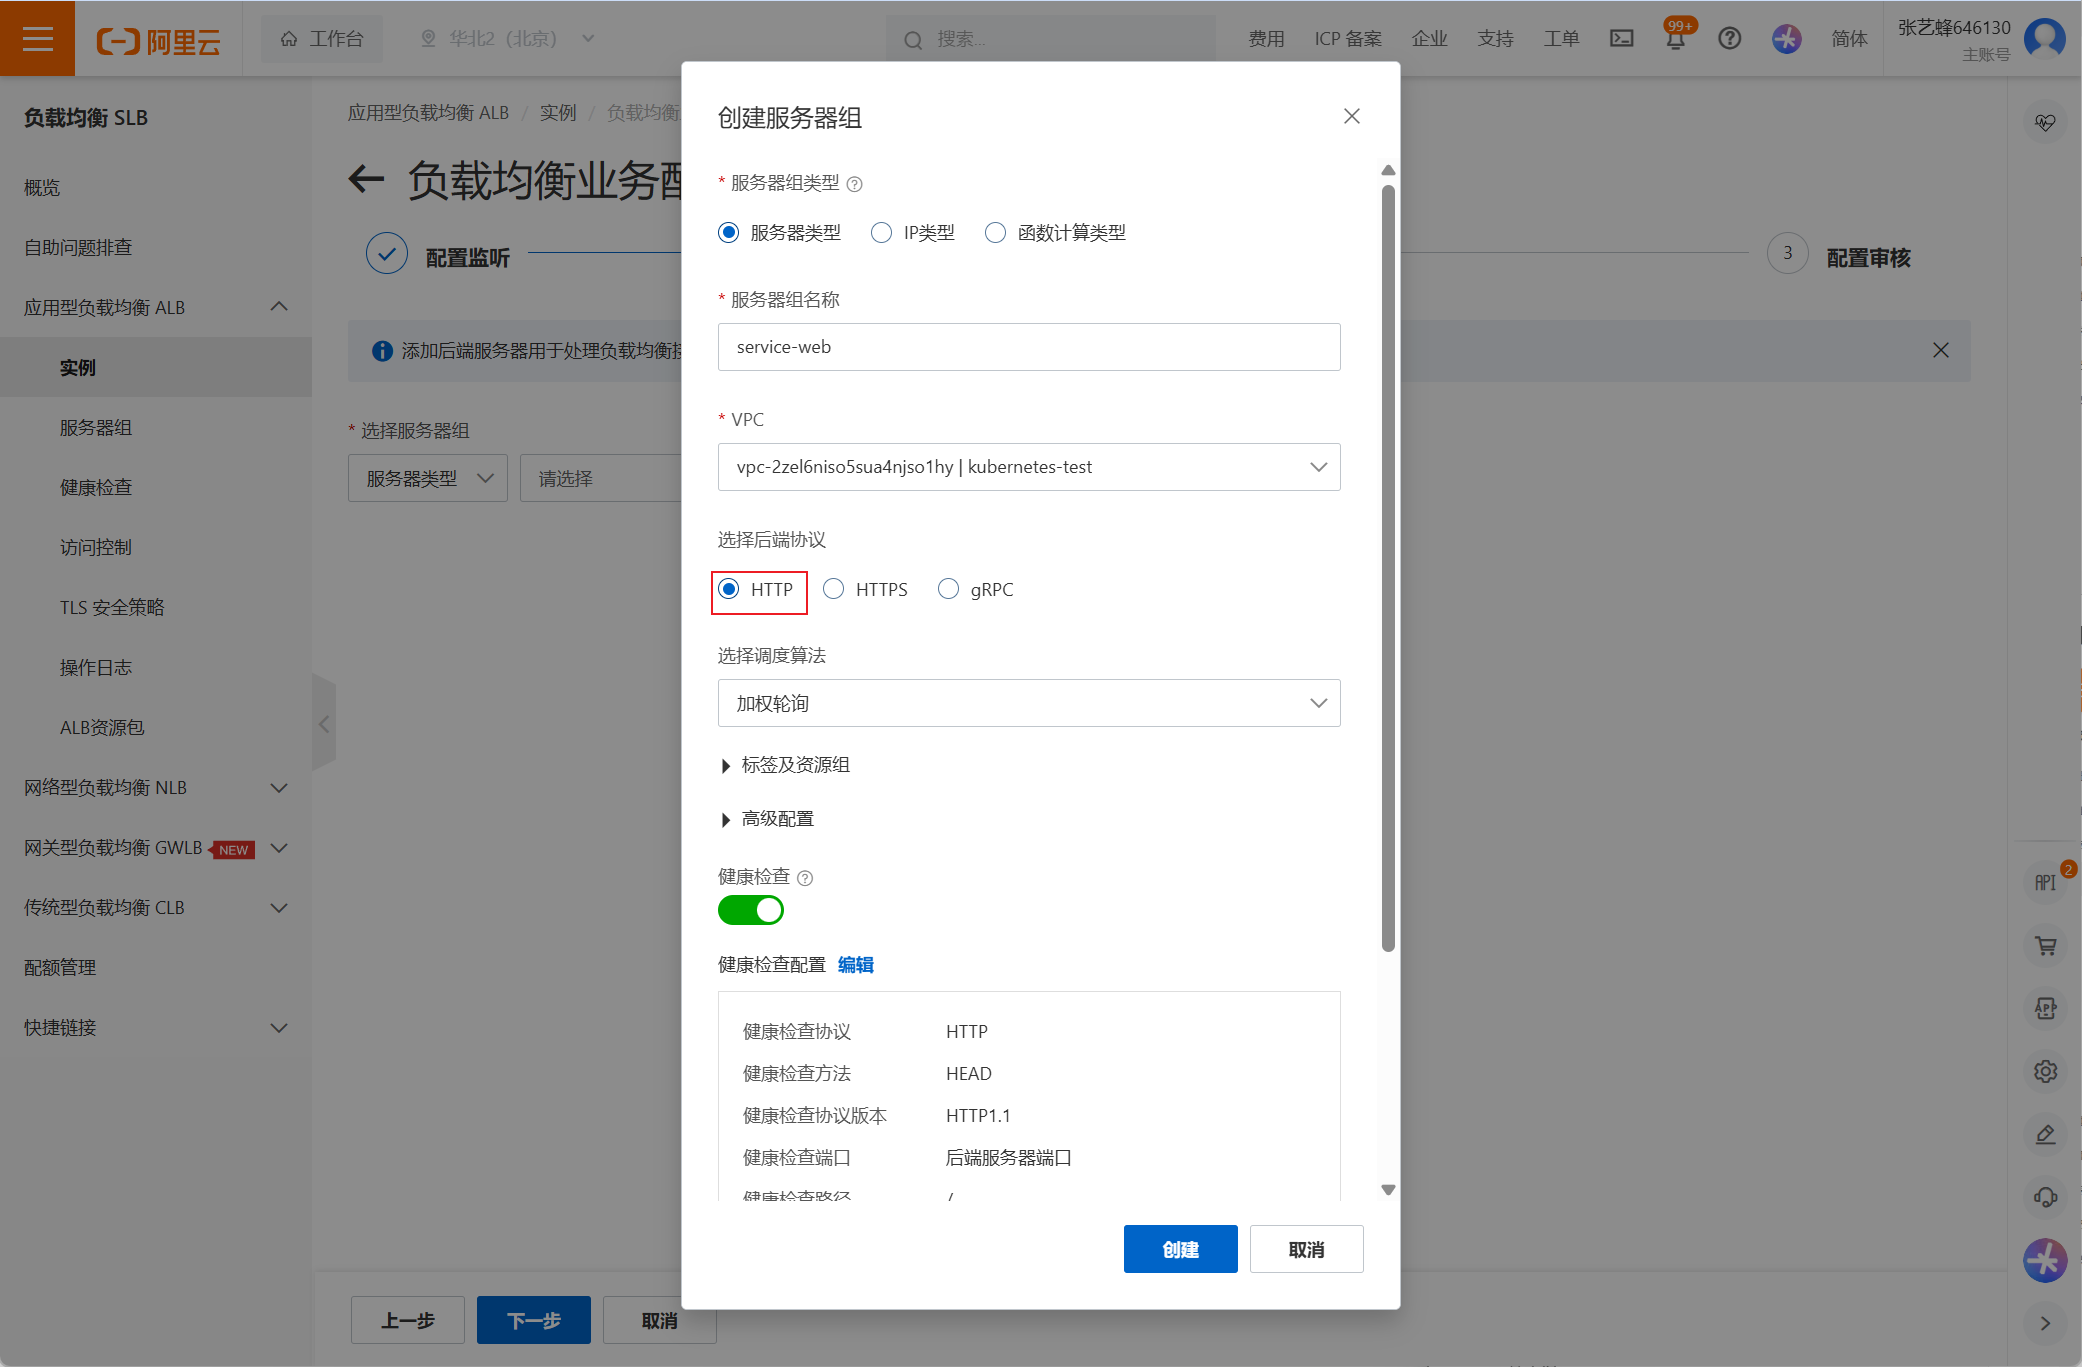 阿里云
工作台
华北2（北京）
搜索...
费用
ICP 备案
企业
支持
工单
99+
简体
张艺蜂646130
主账号
负载均衡 SLB
概览
自助问题排查
应用型负载均衡 ALB
实例
服务器组
健康检查
访问控制
TLS 安全策略
操作日志
ALB资源包
网络型负载均衡 NLB
网关型负载均衡 GWLB NEW
传统型负载均衡 CLB
配额管理
快捷链接
应用型负载均衡 ALB / 实例 / 负载均衡
负载均衡业务配
配置监听
3 配置审核
添加后端服务器用于处理负载均衡接
* 选择服务器组
服务器类型
请选择
上一步
下一步
取消
创建服务器组
* 服务器组类型
服务器类型
IP类型
函数计算类型
* 服务器组名称
service-web
* VPC
vpc-2zel6niso5sua4njso1hy | kubernetes-test
选择后端协议
HTTP
HTTPS
gRPC
选择调度算法
加权轮询
标签及资源组
高级配置
健康检查
健康检查配置 编辑
健康检查协议 HTTP
健康检查方法 HEAD
健康检查协议版本 HTTP1.1
健康检查端口 后端服务器端口
健康检查路径 /
创建
取消
API
2
APP